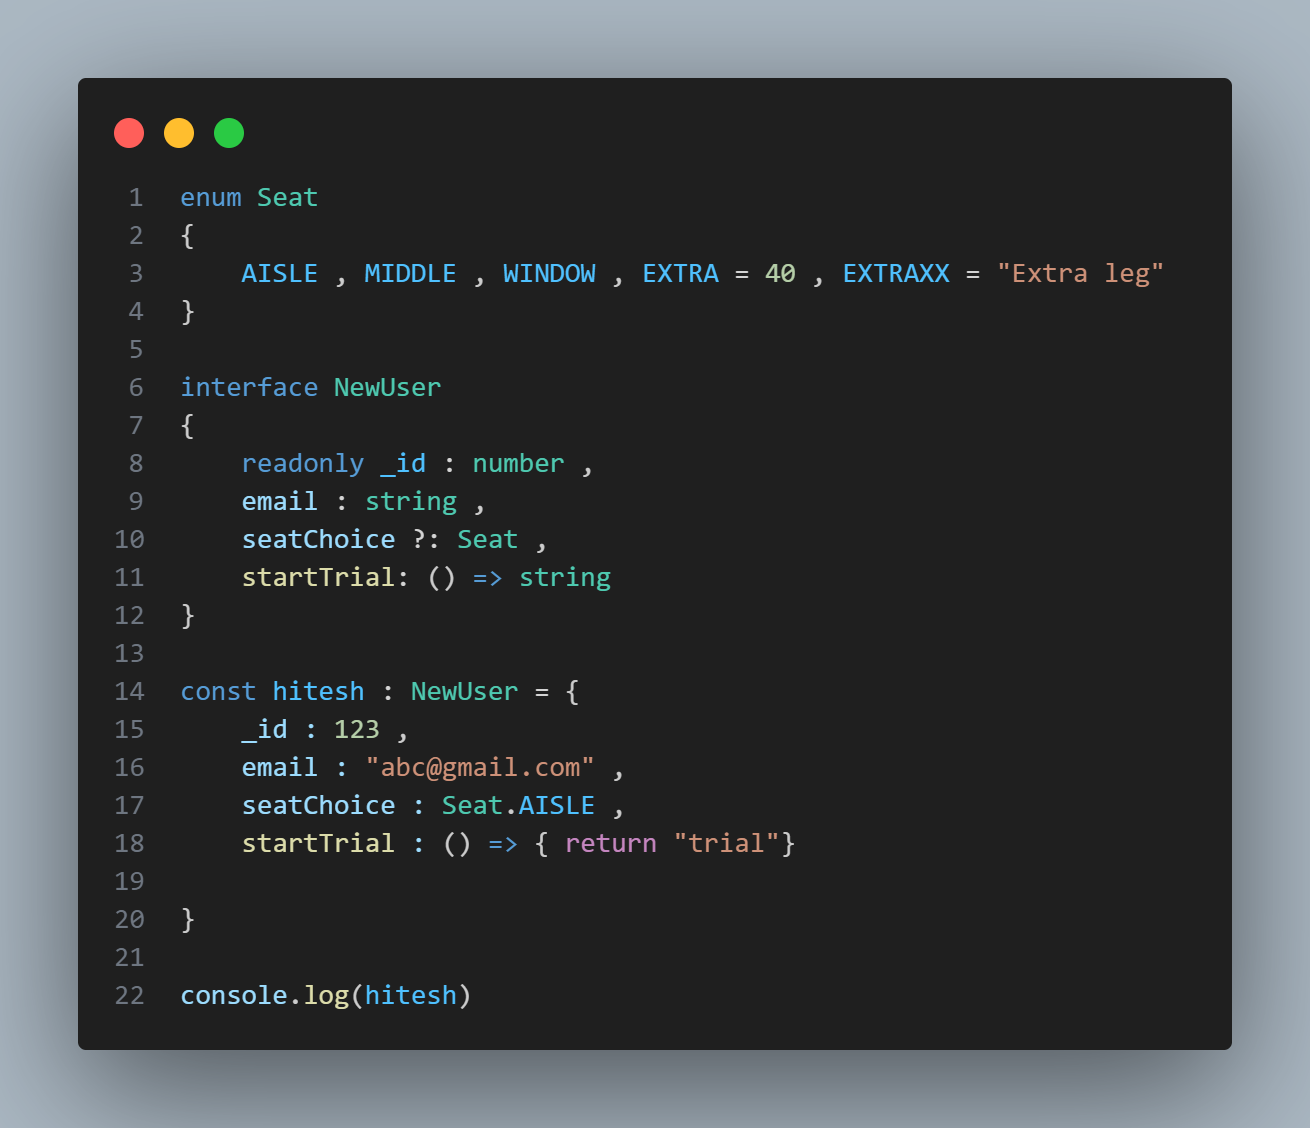 1 enum Seat
2 {
3     AISLE , MIDDLE , WINDOW , EXTRA = 40 , EXTRAXX = "Extra leg"
4 }
5
6 interface NewUser
7 {
8     readonly _id : number ,
9     email : string ,
10     seatChoice ?: Seat ,
11     startTrial: () => string
12 }
13
14 const hitesh : NewUser = {
15     _id : 123 ,
16     email : "abc@gmail.com" ,
17     seatChoice : Seat.AISLE ,
18     startTrial : () => { return "trial"}
19
20 }
21
22 console.log(hitesh)